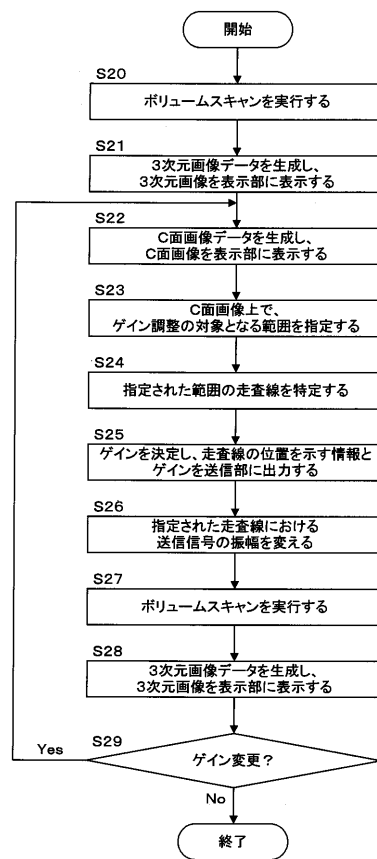 開始
S20
ボリュームスキャンを実行する
S21
3次元画像データを生成し、
3次元画像を表示部に表示する
S22
C面画像データを生成し、
C面画像を表示部に表示する
S23
C面画像上で、
ゲイン調整の対象となる範囲を指定する
S24
指定された範囲の走査線を特定する
S25
ゲインを決定し、走査線の位置を示す情報と
ゲインを送信部に出力する
S26
指定された走査線における
送信信号の振幅を変える
S27
ボリュームスキャンを実行する
S28
3次元画像データを生成し、
3次元画像を表示部に表示する
Yes
S29
ゲイン変更?
No
終了